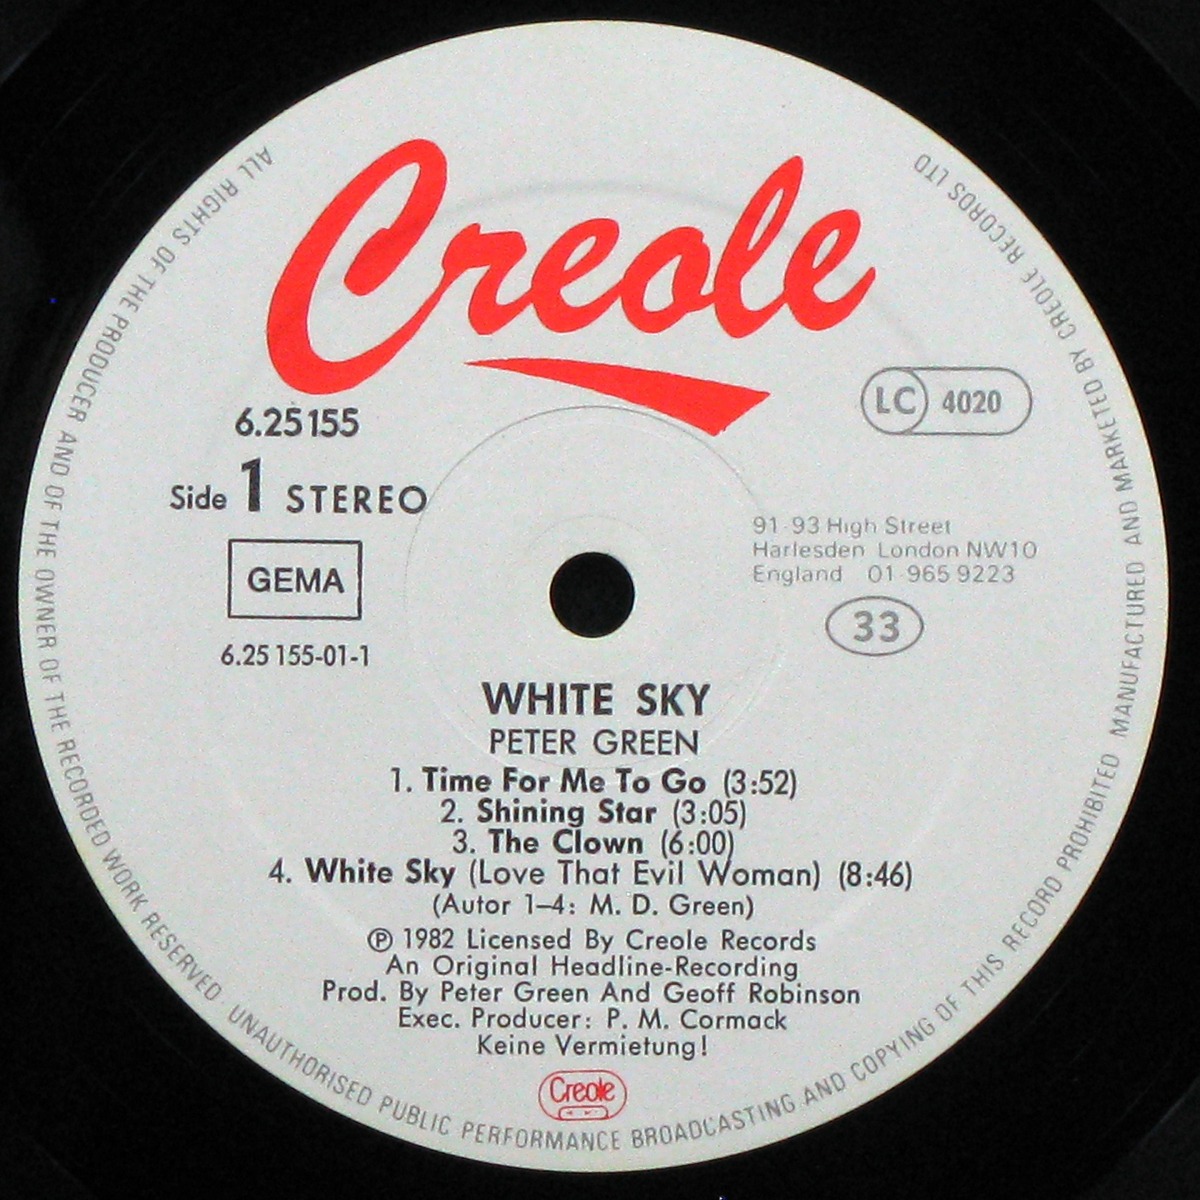 Creole
6.25155
LC 4020
Side 1 STEREO
GEMA
6.25 155-01-1
91-93 High Street
Harlesden London NW10
England 01-965 9223
33
WHITE SKY
PETER GREEN
1. Time For Me To Go (3:52)
2. Shining Star (3:05)
3. The Clown (6:00)
4. White Sky (Love That Evil Woman) (8:46)
(Autor 1–4: M. D. Green)
℗ 1982 Licensed By Creole Records
An Original Headline-Recording
Prod. By Peter Green And Geoff Robinson
Exec. Producer: P. M. Cormack
Keine Vermietung!
Creole
ALL RIGHTS OF THE PRODUCER AND OF THE OWNER OF THE RECORDED WORK RESERVED · UNAUTHORISED PUBLIC PERFORMANCE BROADCASTING AND COPYING OF THIS RECORD PROHIBITED MANUFACTURED AND MARKETED BY CREOLE RECORDS LTD